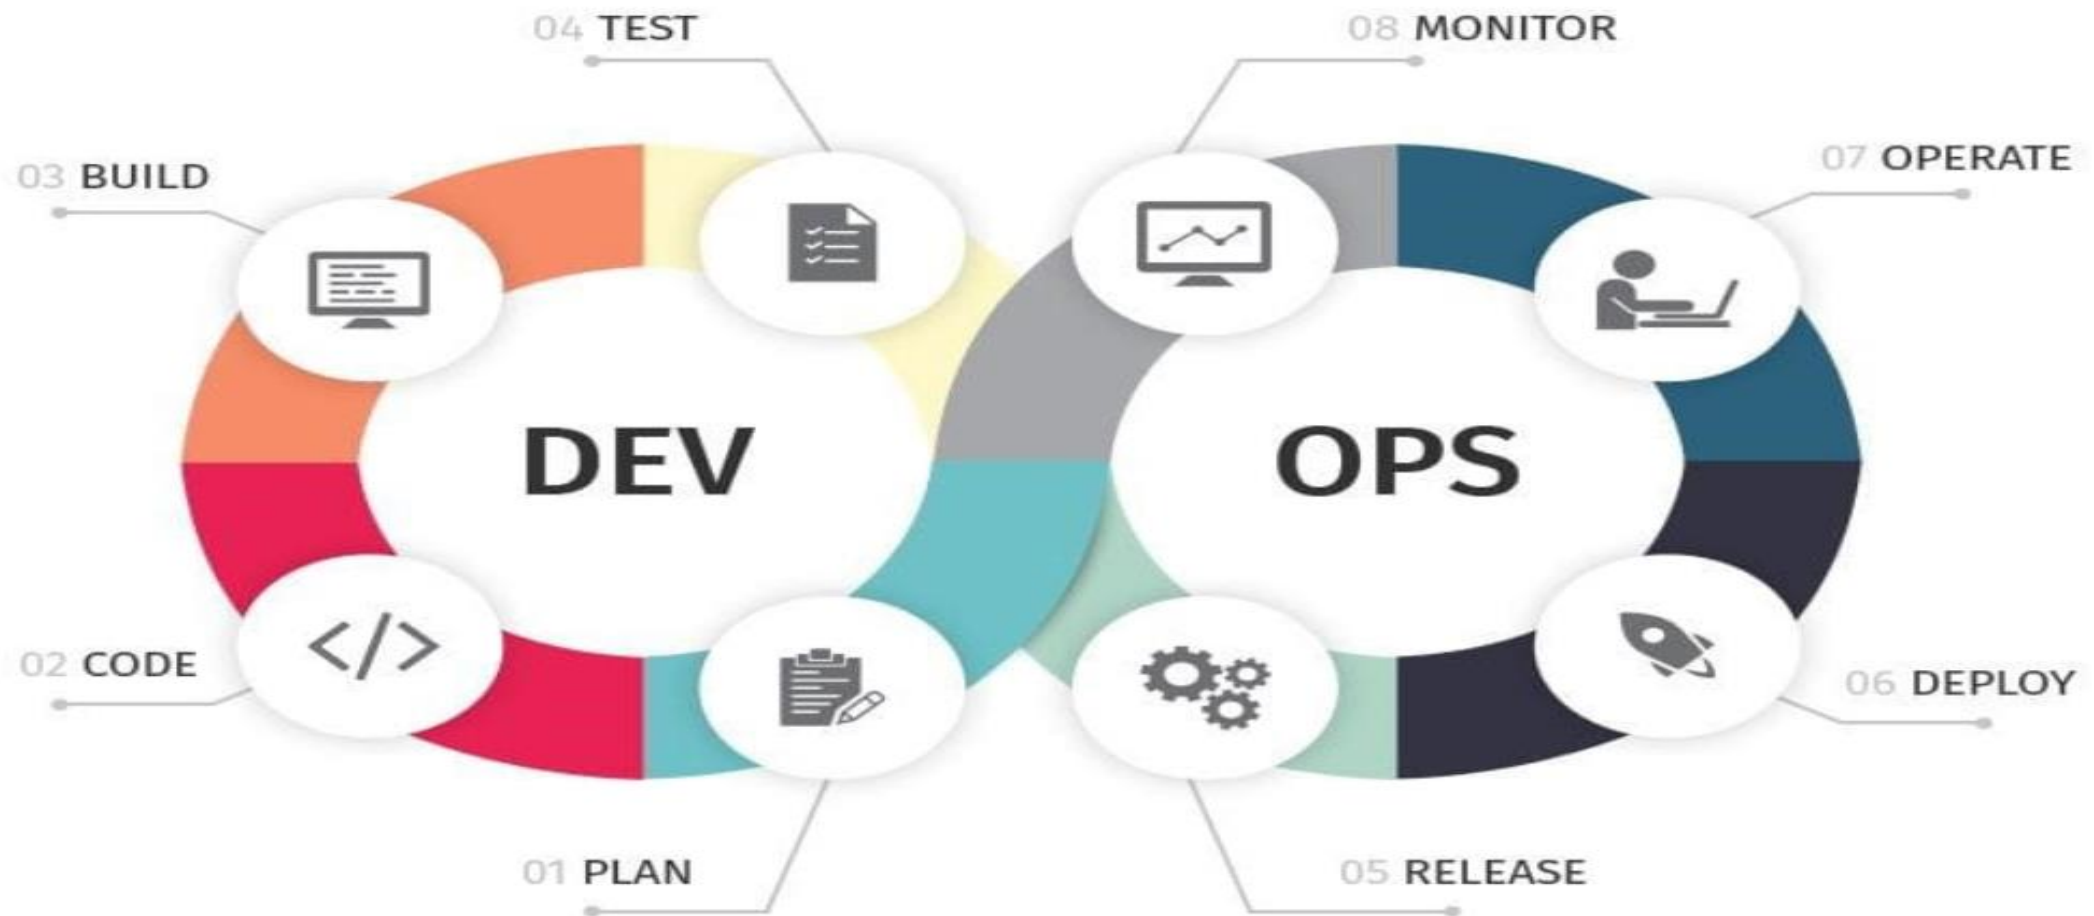 04 TEST
08 MONITOR
03 BUILD
07 OPERATE
DEV
OPS
02 CODE
06 DEPLOY
01 PLAN
05 RELEASE